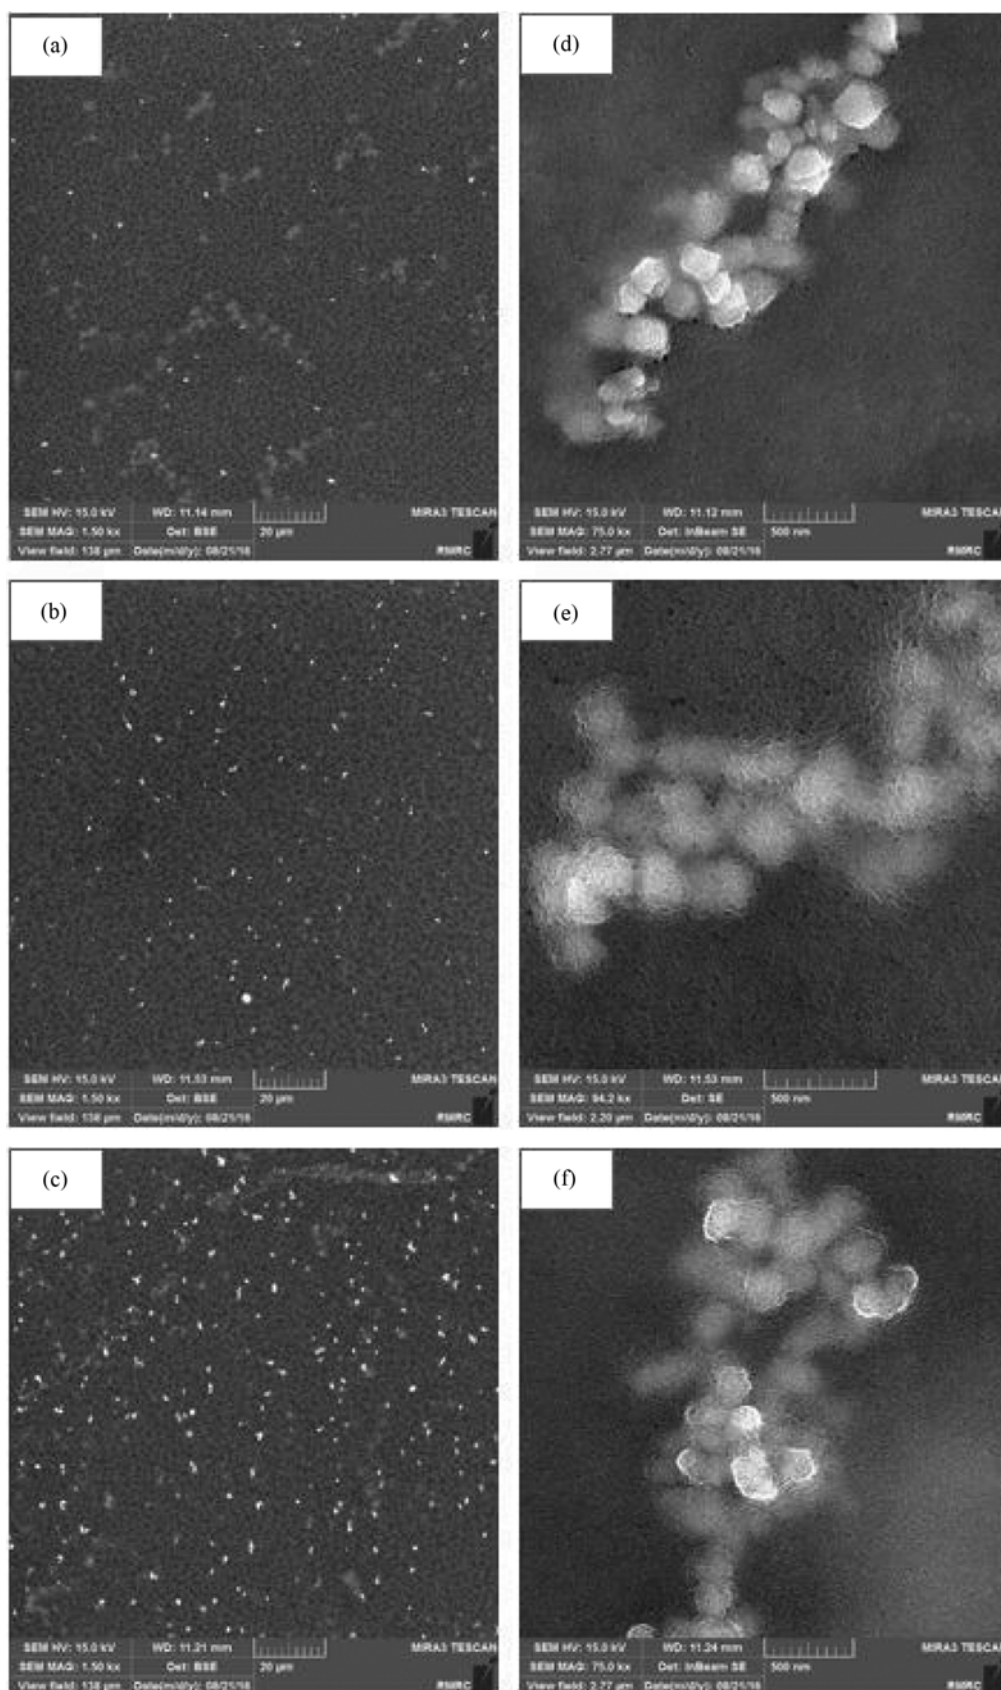 (a)
SEM HV: 15.0 kV WD: 11.14 mm MIRA3 TESCAN
SEM MAG: 1.50 kx Det: BSE 20 µm
View field: 138 µm Date(m/d/y): 08/21/16 RMRC
(d)
SEM HV: 15.0 kV WD: 11.12 mm MIRA3 TESCAN
SEM MAG: 75.0 kx Det: InBeam SE 500 nm
View field: 2.77 µm Date(m/d/y): 08/21/16 RMRC
(b)
SEM HV: 15.0 kV WD: 11.53 mm MIRA3 TESCAN
SEM MAG: 1.50 kx Det: BSE 20 µm
View field: 138 µm Date(m/d/y): 08/21/16 RMRC
(e)
SEM HV: 15.0 kV WD: 11.53 mm MIRA3 TESCAN
SEM MAG: 94.2 kx Det: SE 500 nm
View field: 2.20 µm Date(m/d/y): 08/21/16 RMRC
(c)
SEM HV: 15.0 kV WD: 11.21 mm MIRA3 TESCAN
SEM MAG: 1.50 kx Det: BSE 20 µm
View field: 138 µm Date(m/d/y): 08/21/16 RMRC
(f)
SEM HV: 15.0 kV WD: 11.24 mm MIRA3 TESCAN
SEM MAG: 75.0 kx Det: InBeam SE 500 nm
View field: 2.77 µm Date(m/d/y): 08/21/16 RMRC